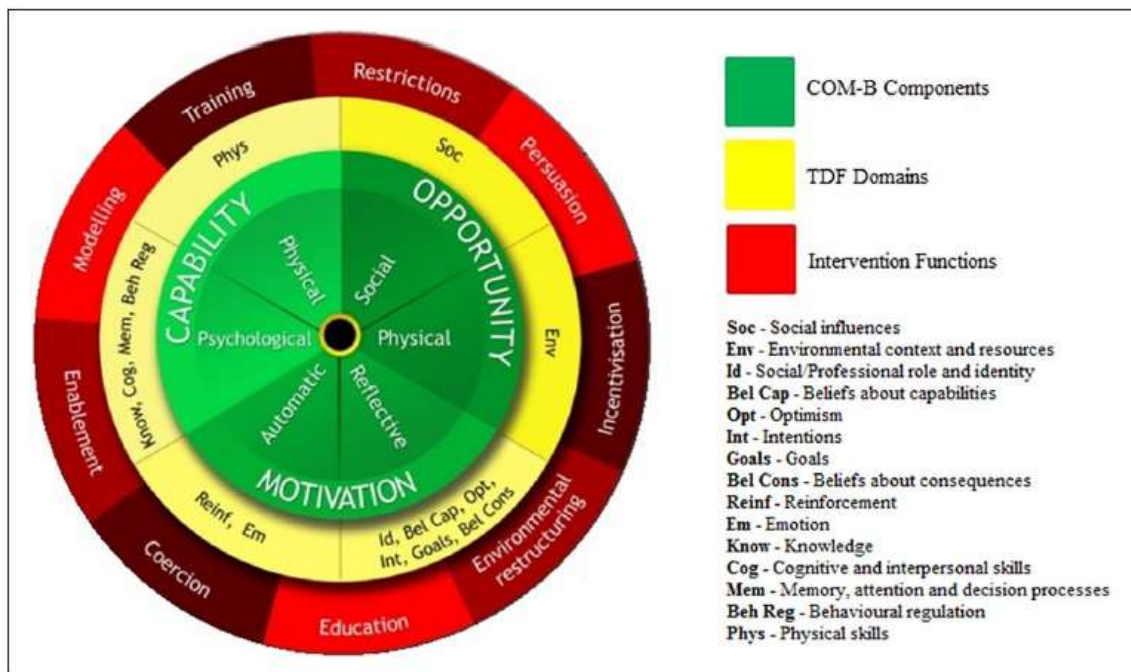 Restrictions
Training
Persuasion
Modelling
Incentivisation
Enablement
Environmental
restructuring
Coercion
Education
Phys
Soc
Know, Cog, Mem, Beh Reg
Env
Reinf, Em
Id, Bel Cap, Opt,
Int, Goals, Bel Cons
CAPABILITY
OPPORTUNITY
MOTIVATION
Physical
Social
Psychological
Physical
Automatic
Reflective
COM-B Components
TDF Domains
Intervention Functions
Soc - Social influences
Env - Environmental context and resources
Id - Social/Professional role and identity
Bel Cap - Beliefs about capabilities
Opt - Optimism
Int - Intentions
Goals - Goals
Bel Cons - Beliefs about consequences
Reinf - Reinforcement
Em - Emotion
Know - Knowledge
Cog - Cognitive and interpersonal skills
Mem - Memory, attention and decision processes
Beh Reg - Behavioural regulation
Phys - Physical skills